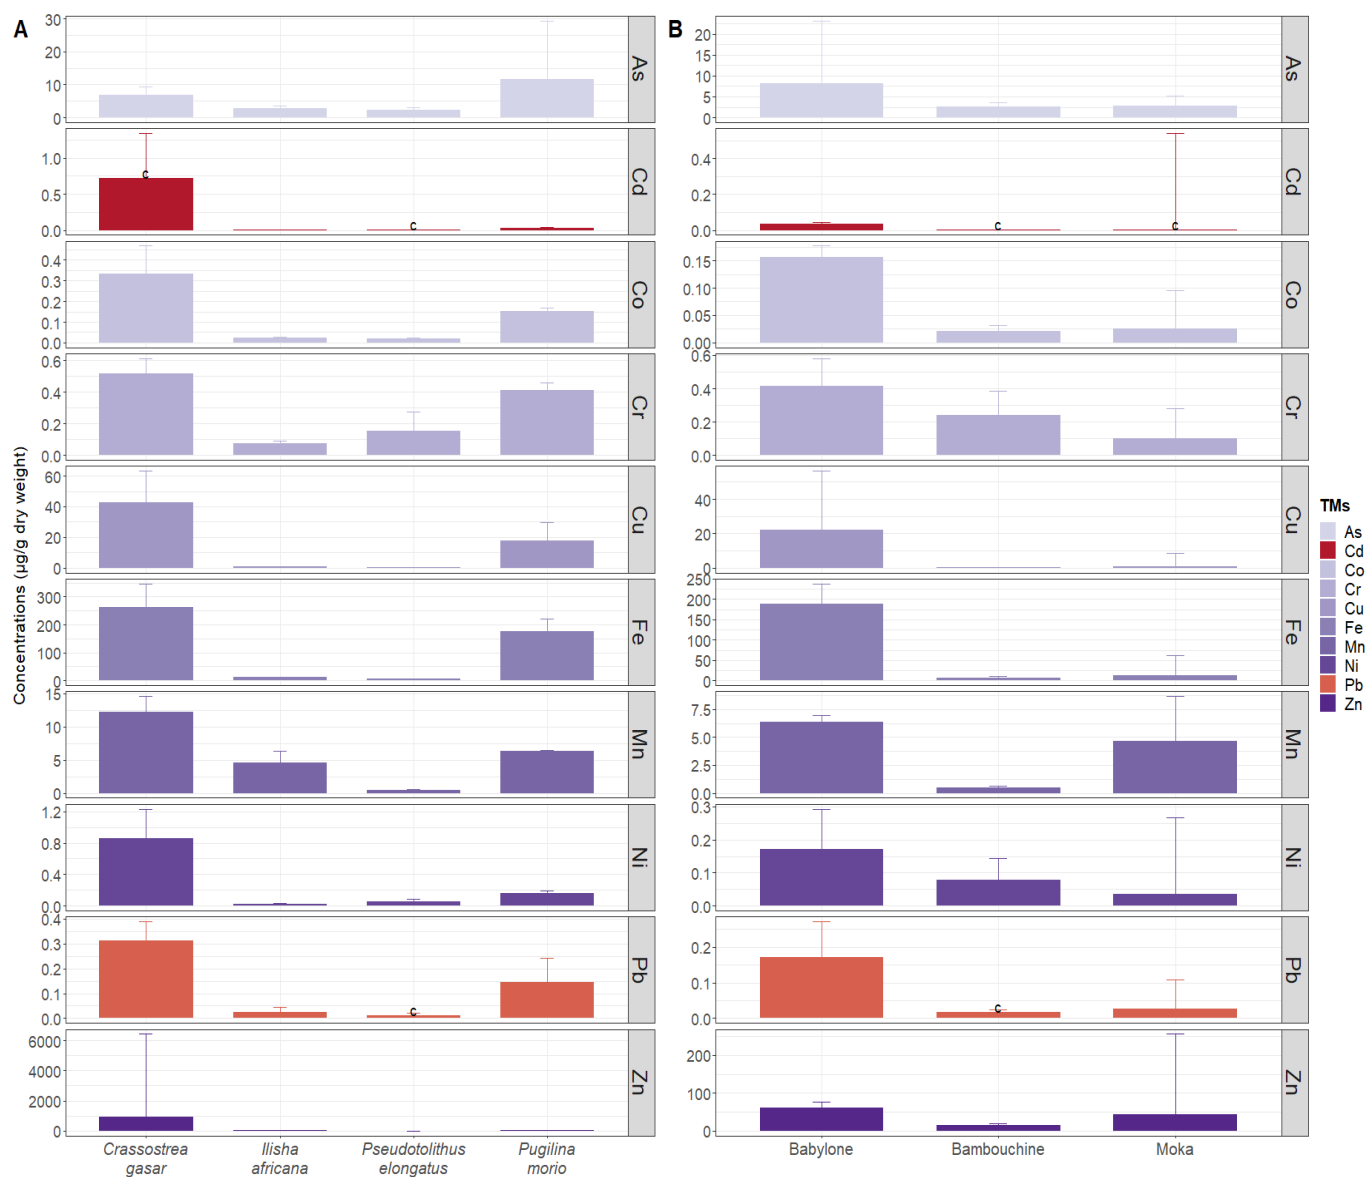 A
B
Concentrations (µg/g dry weight)
30
20
10
0
As
20
15
10
5
0
As
1.0
0.5
0.0
C
C
Cd
0.4
0.2
0.0
C
C
Cd
0.4
0.3
0.2
0.1
0.0
Co
0.15
0.10
0.05
0.00
Co
0.6
0.4
0.2
0.0
Cr
0.6
0.4
0.2
0.0
Cr
60
40
20
0
Cu
40
20
0
Cu
300
200
100
0
Fe
250
200
150
100
50
0
Fe
15
10
5
0
Mn
7.5
5.0
2.5
0.0
Mn
1.2
0.8
0.4
0.0
Ni
0.3
0.2
0.1
0.0
Ni
0.4
0.3
0.2
0.1
0.0
C
Pb
0.2
0.1
0.0
C
Pb
6000
4000
2000
0
Zn
200
100
0
Zn
Crassostrea
gasar
Ilisha
africana
Pseudotolithus
elongatus
Pugilina
morio
Babylone
Bambouchine
Moka
TMs
As
Cd
Co
Cr
Cu
Fe
Mn
Ni
Pb
Zn